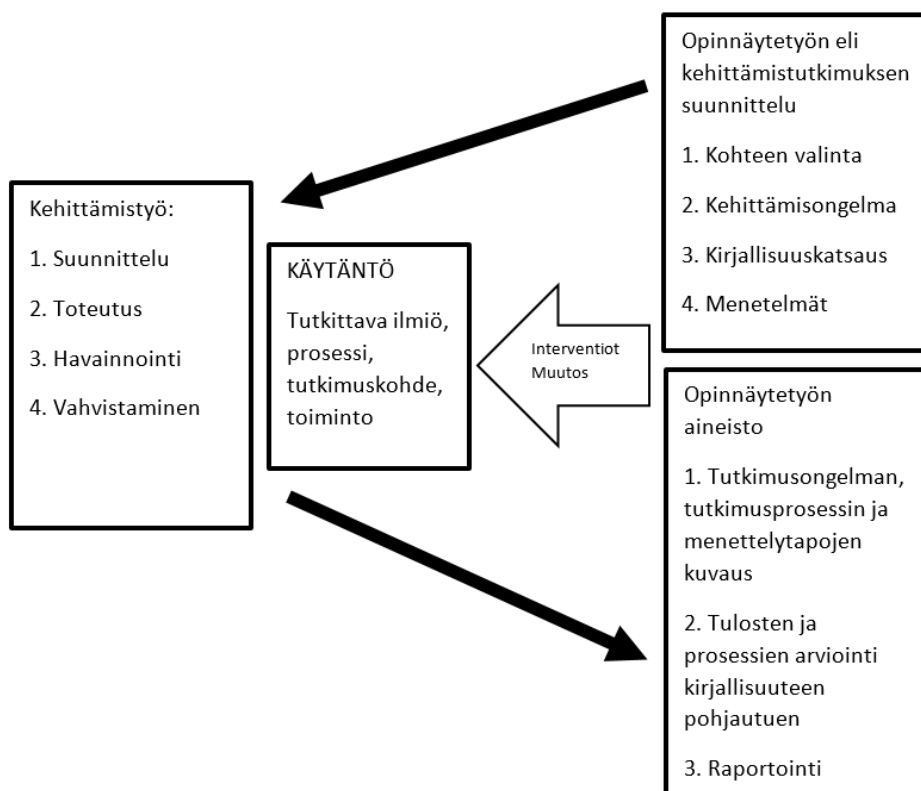 Kehittämistyö:
1. Suunnittelu
2. Toteutus
3. Havainnointi
4. Vahvistaminen
KÄYTÄNTÖ
Tutkittava ilmiö,
prosessi,
tutkimuskohde,
toiminto
Interventiot
Muutos
Opinnäytetyön eli
kehittämistutkimuksen
suunnittelu
1. Kohteen valinta
2. Kehittämisongelma
3. Kirjallisuuskatsaus
4. Menetelmät
Opinnäytetyön
aineisto
1. Tutkimusongelman,
tutkimusprosessin ja
menettelytapojen
kuvaus
2. Tulosten ja
prosessien arviointi
kirjallisuuteen
pohjautuen
3. Raportointi